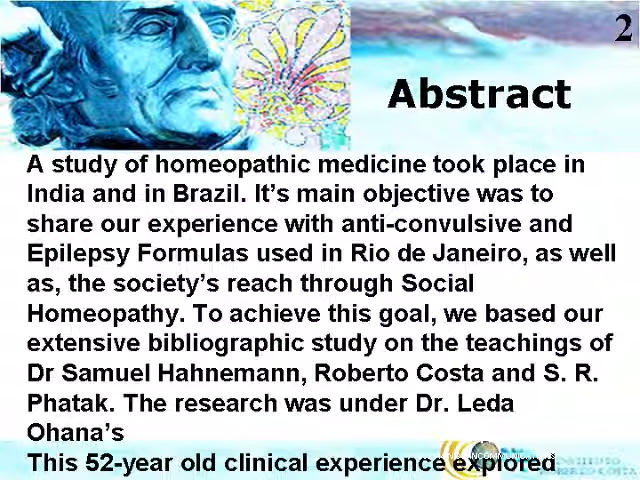 2
Abstract
A study of homeopathic medicine took place in
India and in Brazil. It's main objective was to
share our experience with anti-convulsive and
Epilepsy Formulas used in Rio de Janeiro, as well
as, the society's reach through Social
Homeopathy. To achieve this goal, we based our
extensive bibliographic study on the teachings of
Dr Samuel Hahnemann, Roberto Costa and S. R.
Phatak. The research was under Dr. Leda
Ohana's
This 52-year old clinical experience explored
ROBERTO COSTA